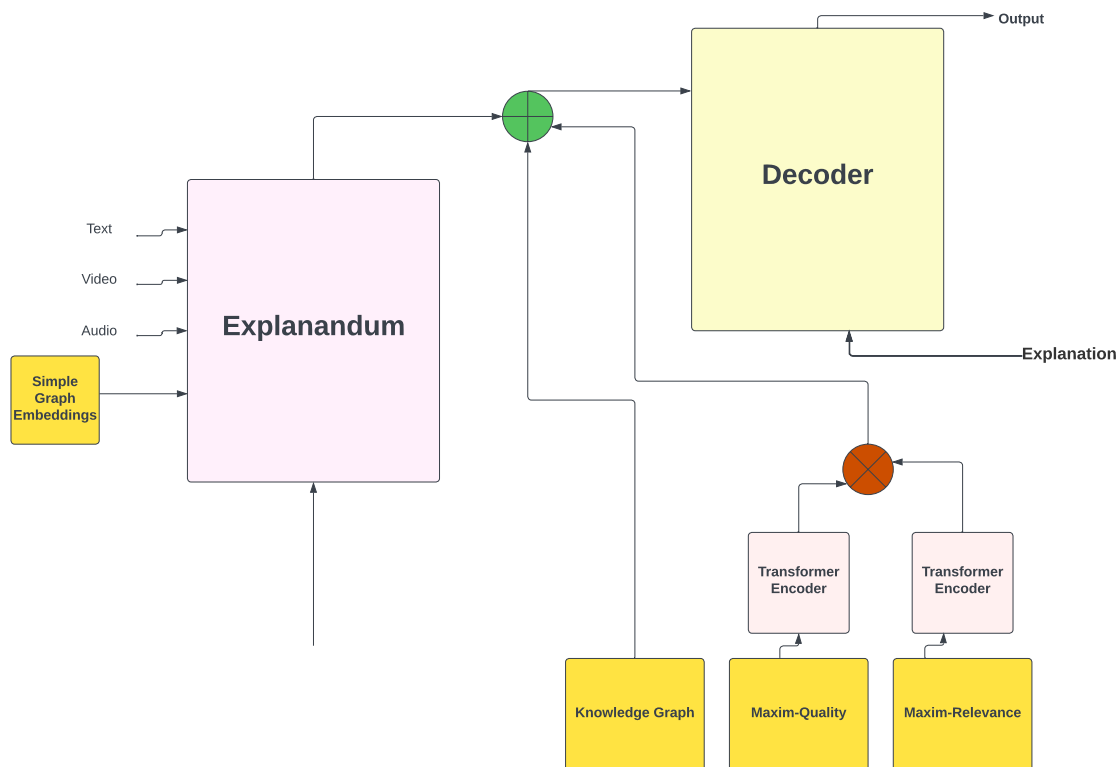 Output
Decoder
Text
Video
Explanandum
Audio
Explanation
Simple
Graph
Embeddings
Transformer
Encoder
Transformer
Encoder
Knowledge Graph
Maxim-Quality
Maxim-Relevance